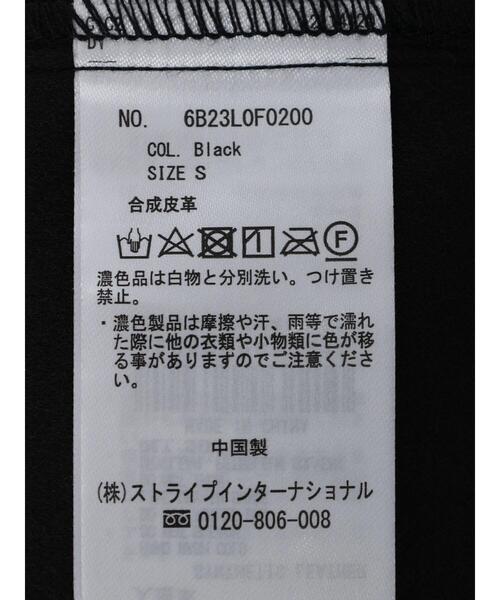 NO. 6B23L0F0200
COL. Black
SIZE S
合成皮革
濃色品は白物と分別洗い。つけ置き
禁止。
・濃色製品は摩擦や汗、雨等で濡れ
た際に他の衣類や小物類に色が移
る事がありますのでご注意くださ
い。
中国製
(株)ストライプインターナショナル
0120-806-008